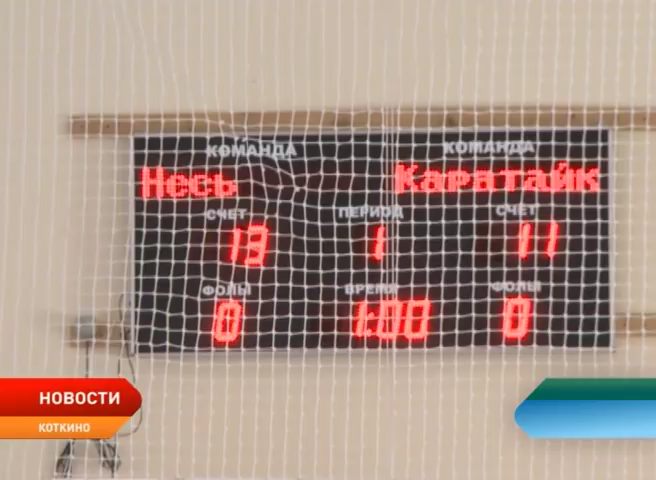 КОМАНДА КОМАНДА
Несь Каратайк
СЧЕТ ПЕРИОД СЧЕТ
13 1 11
ФОЛЫ ВРЕМЯ ФОЛЫ
0 1:00 0
НОВОСТИ
КОТКИНО